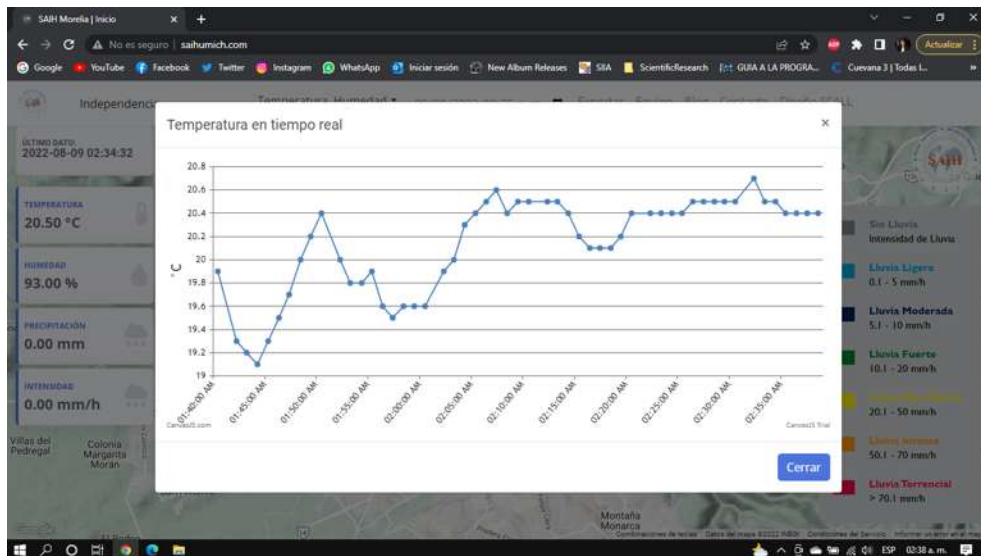 SAIH Morelia | Inicio
No es seguro | saihumich.com
Actualizar
Google YouTube Facebook Twitter Instagram WhatsApp Iniciar sesión New Album Releases SIIA ScientificResearch GUIA A LA PROGRA... Cuevana 3 | Todas L...
Independencia
Temperatura Humedad
ÚLTIMO DATO:
2022-08-09 02:34:32
TEMPERATURA
20.50 °C
HUMEDAD
93.00 %
PRECIPITACIÓN
0.00 mm
INTENSIDAD
0.00 mm/h
Temperatura en tiempo real
×
°C
20.8
20.6
20.4
20.2
20
19.8
19.6
19.4
19.2
19
01:40:00 AM
01:45:00 AM
01:50:00 AM
01:55:00 AM
02:00:00 AM
02:05:00 AM
02:10:00 AM
02:15:00 AM
02:20:00 AM
02:25:00 AM
02:30:00 AM
02:35:00 AM
CanvasJS.com
CanvasJS Trial
Cerrar
SAIH
Sin Lluvia
Intensidad de Lluvia
Lluvia Ligera
0.1 - 5 mm/h
Lluvia Moderada
5.1 - 10 mm/h
Lluvia Fuerte
10.1 - 20 mm/h
20.1 - 50 mm/h
Lluvia Intensa
50.1 - 70 mm/h
Lluvia Torrencial
> 70.1 mm/h
Villas del
Pedregal
Colonia
Margarita
Morán
Montaña
Monarca
ESP
02:38 a. m.